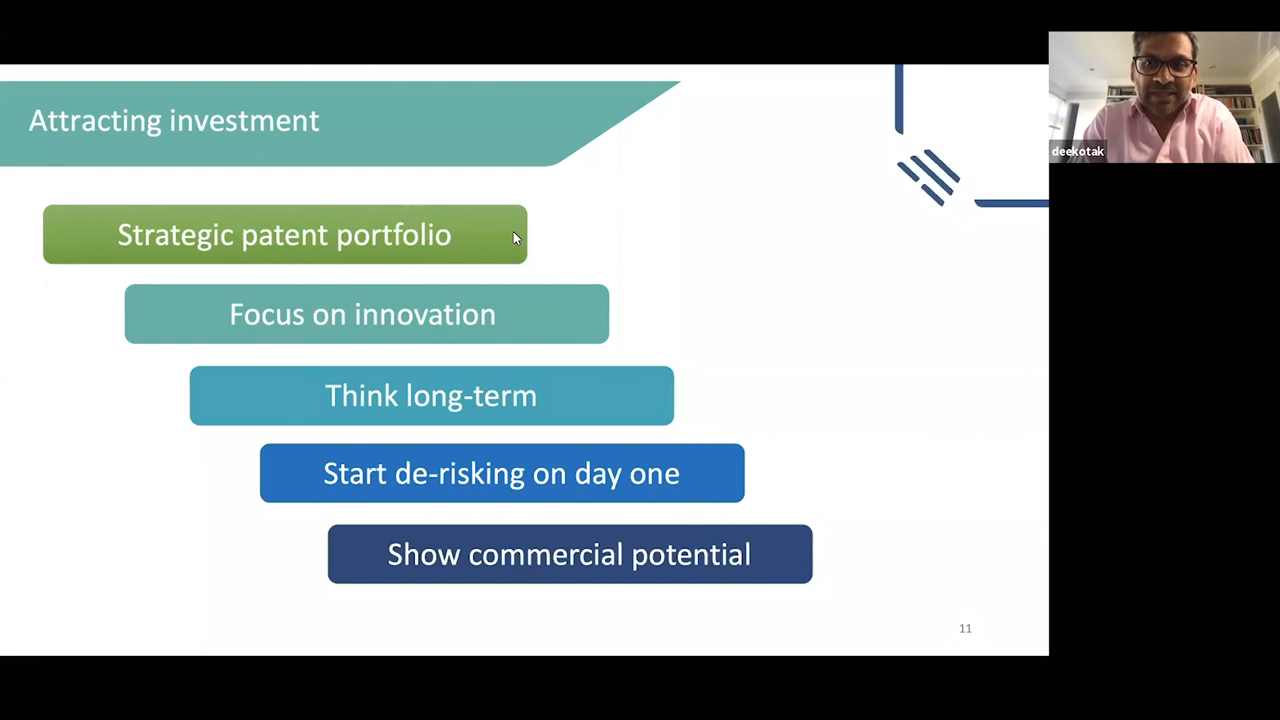 Attracting investment
Strategic patent portfolio
Focus on innovation
Think long-term
Start de-risking on day one
Show commercial potential
11
deekotak